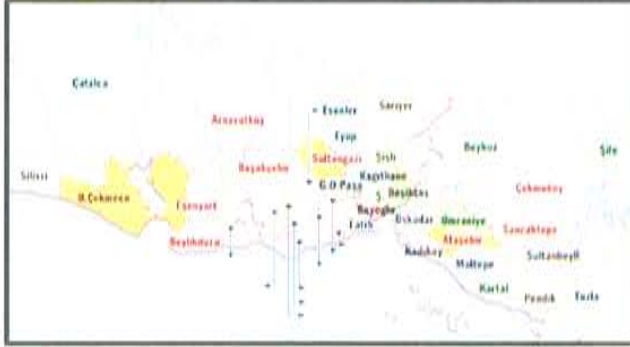 Çatalca
Esenler
Sarıyer
Arnavutköy
Eyüp
Beykoz
Şile
Sultangazi
Şişli
Silivri
Başakşehir
Kağıthane
Çekmeköy
G.O Paşa
B.Çekmece
Esenyurt
Ş.
Beşiktaş
Beyoğlu
Üsküdar
Ümraniye
Fatih
Sancaktepe
Beylikdüzü
Ataşehir
Kadıköy
Sultanbeyli
Maltepe
Kartal
Pendik
Tuzla